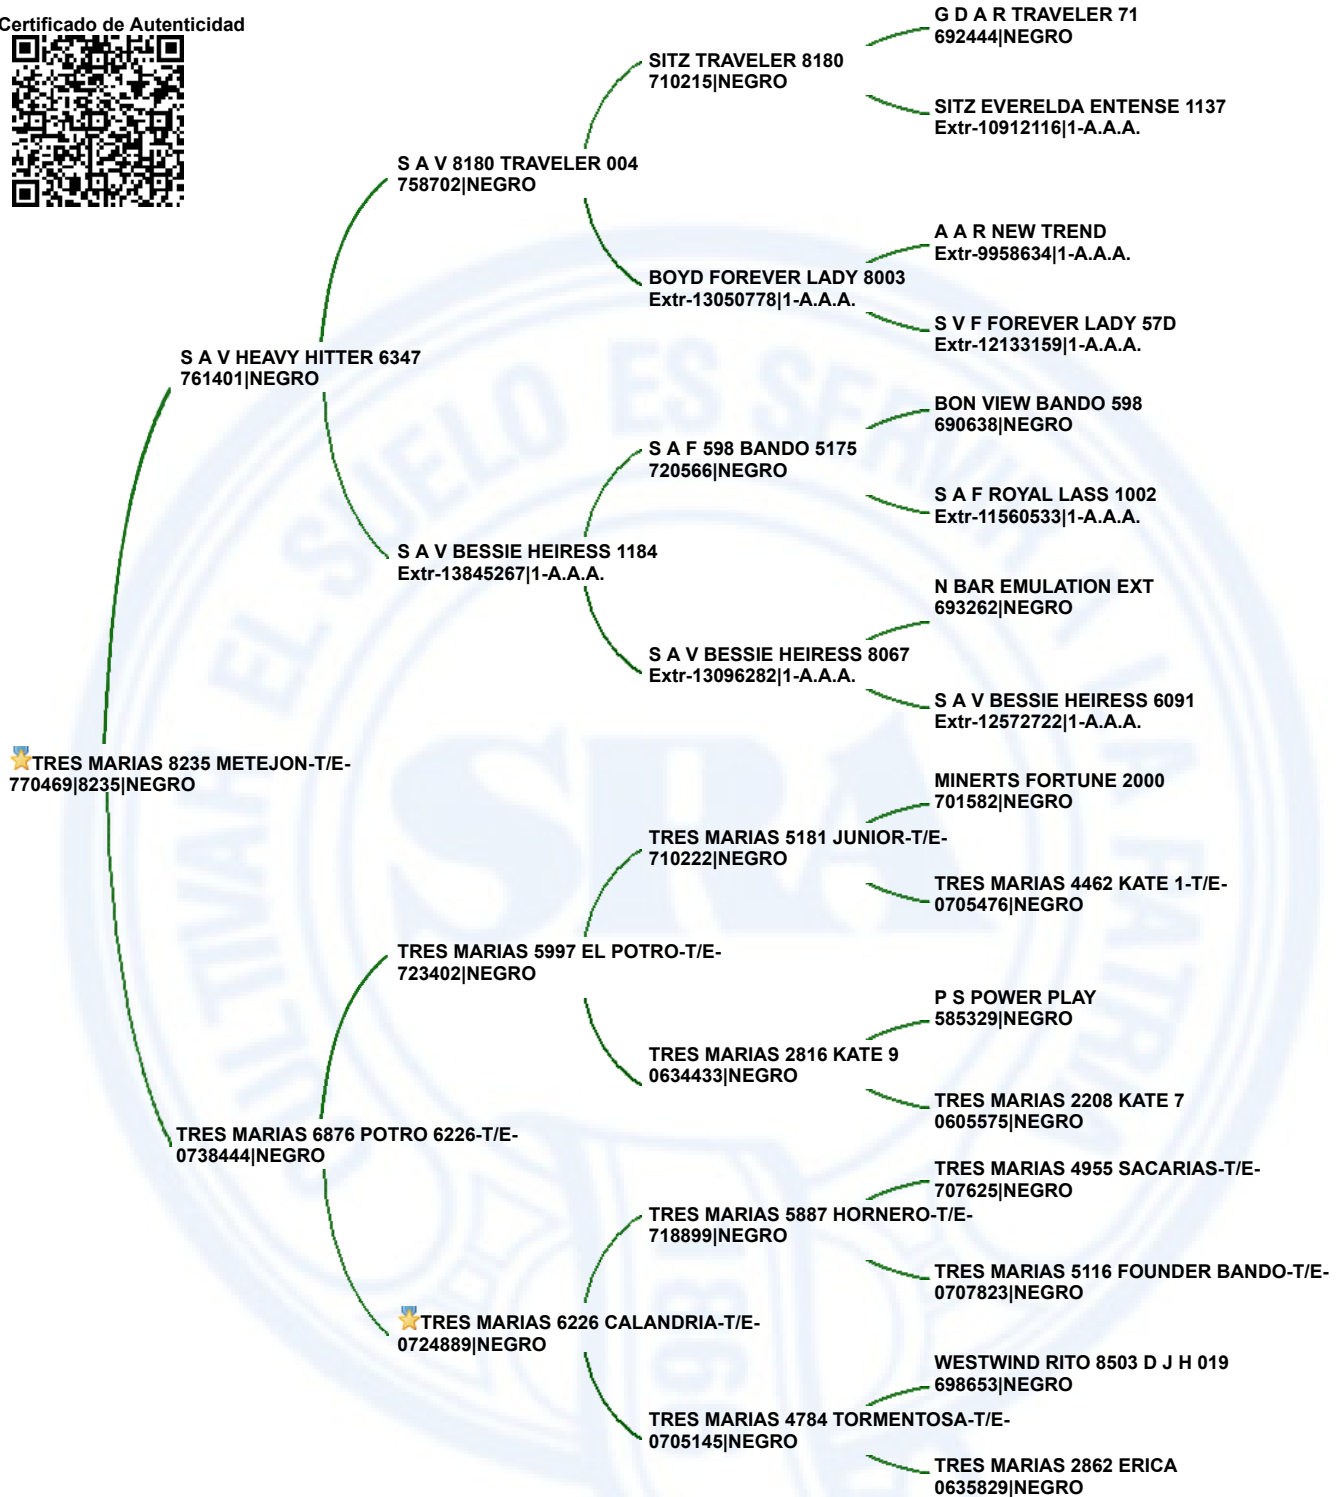 Certificado de Autenticidad
G D A R TRAVELER 71
692444|NEGRO
SITZ TRAVELER 8180
710215|NEGRO
SITZ EVERELDA ENTENSE 1137
Extr-10912116|1-A.A.A.
S A V 8180 TRAVELER 004
758702|NEGRO
A A R NEW TREND
Extr-9958634|1-A.A.A.
BOYD FOREVER LADY 8003
Extr-13050778|1-A.A.A.
S V F FOREVER LADY 57D
Extr-12133159|1-A.A.A.
S A V HEAVY HITTER 6347
761401|NEGRO
BON VIEW BANDO 598
690638|NEGRO
S A F 598 BANDO 5175
720566|NEGRO
S A F ROYAL LASS 1002
Extr-11560533|1-A.A.A.
S A V BESSIE HEIRESS 1184
Extr-13845267|1-A.A.A.
N BAR EMULATION EXT
693262|NEGRO
S A V BESSIE HEIRESS 8067
Extr-13096282|1-A.A.A.
S A V BESSIE HEIRESS 6091
Extr-12572722|1-A.A.A.
TRES MARIAS 8235 METEJON-T/E-
770469|8235|NEGRO
MINERTS FORTUNE 2000
701582|NEGRO
TRES MARIAS 5181 JUNIOR-T/E-
710222|NEGRO
TRES MARIAS 4462 KATE 1-T/E-
0705476|NEGRO
TRES MARIAS 5997 EL POTRO-T/E-
723402|NEGRO
P S POWER PLAY
585329|NEGRO
TRES MARIAS 2816 KATE 9
0634433|NEGRO
TRES MARIAS 2208 KATE 7
0605575|NEGRO
TRES MARIAS 6876 POTRO 6226-T/E-
0738444|NEGRO
TRES MARIAS 4955 SACARIAS-T/E-
707625|NEGRO
TRES MARIAS 5887 HORNERO-T/E-
718899|NEGRO
TRES MARIAS 5116 FOUNDER BANDO-T/E-
0707823|NEGRO
TRES MARIAS 6226 CALANDRIA-T/E-
0724889|NEGRO
WESTWIND RITO 8503 D J H 019
698653|NEGRO
TRES MARIAS 4784 TORMENTOSA-T/E-
0705145|NEGRO
TRES MARIAS 2862 ERICA
0635829|NEGRO
CULTIVAR EL SUELO ES SERVIR A LA PATRIA
SRA